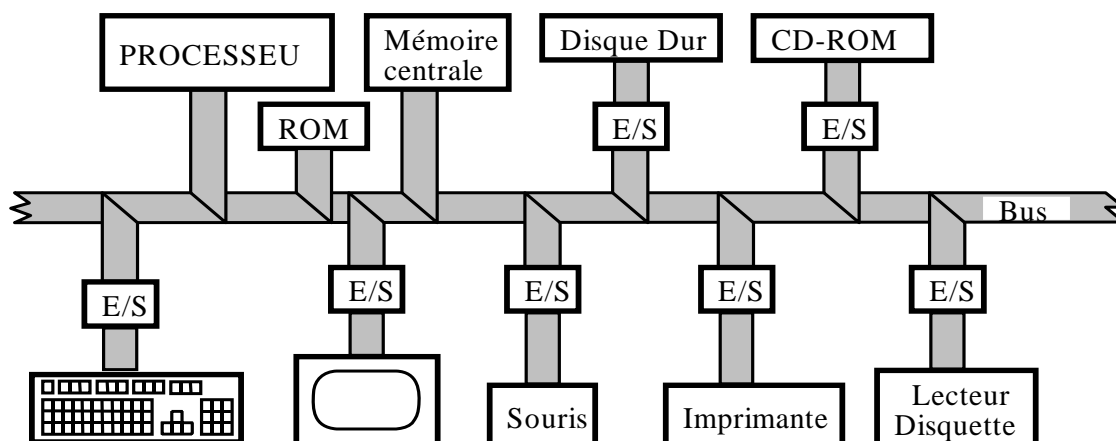 PROCESSEU
Mémoire
centrale
Disque Dur
CD-ROM
ROM
E/S
E/S
Bus
E/S
E/S
E/S
E/S
E/S
Souris
Imprimante
Lecteur
Disquette